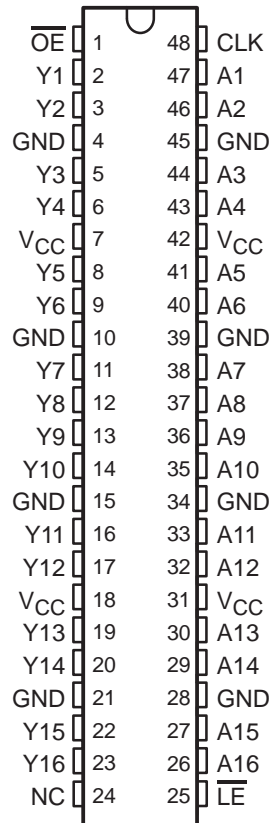 OE 1 48 CLK
Y1 2 47 A1
Y2 3 46 A2
GND 4 45 GND
Y3 5 44 A3
Y4 6 43 A4
VCC 7 42 VCC
Y5 8 41 A5
Y6 9 40 A6
GND 10 39 GND
Y7 11 38 A7
Y8 12 37 A8
Y9 13 36 A9
Y10 14 35 A10
GND 15 34 GND
Y11 16 33 A11
Y12 17 32 A12
VCC 18 31 VCC
Y13 19 30 A13
Y14 20 29 A14
GND 21 28 GND
Y15 22 27 A15
Y16 23 26 A16
NC 24 25 LE